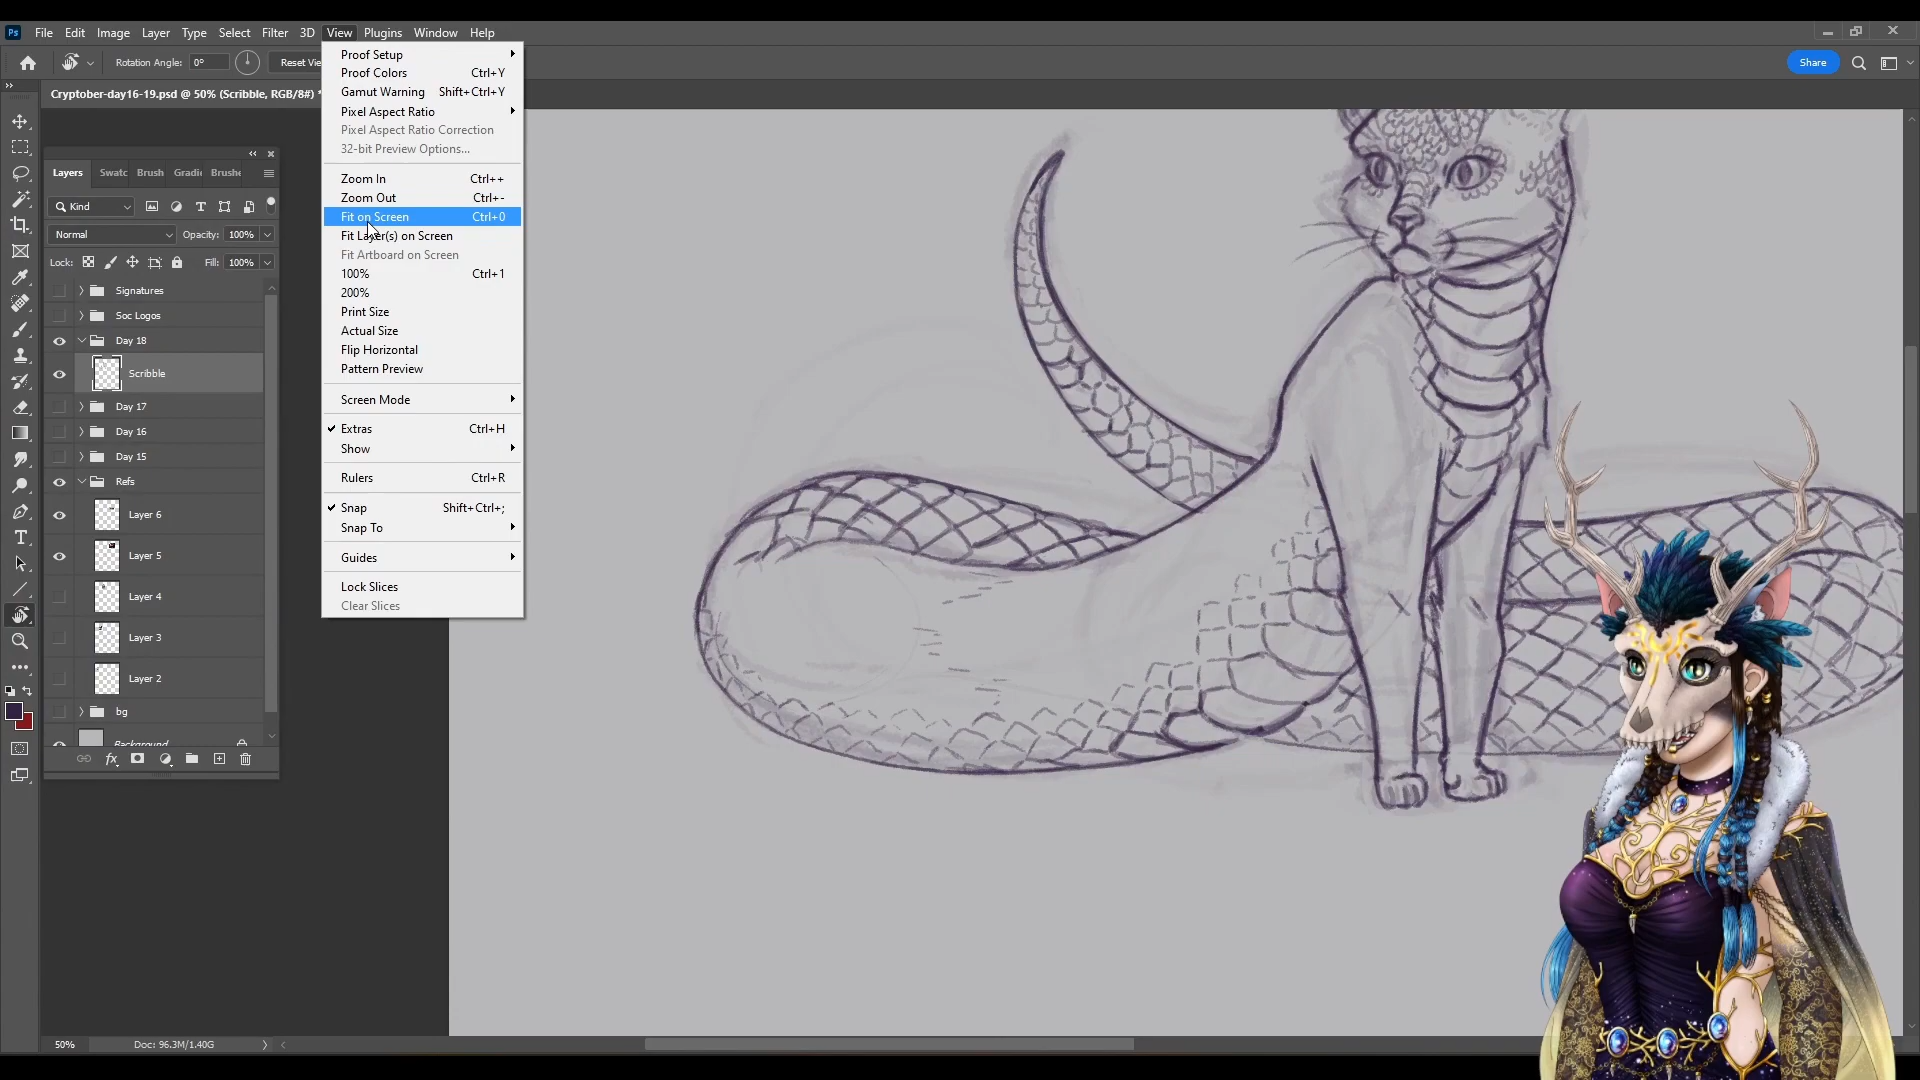 Ps File Edit Image Layer Type Select Filter 3D View Plugins Window Help
Rotation Angle: 0° Reset Vie
Share
Cryptober-day16-19.psd @ 50% (Scribble, RGB/8#) *
Proof Setup
Proof Colors Ctrl+Y
Gamut Warning Shift+Ctrl+Y
Pixel Aspect Ratio
Pixel Aspect Ratio Correction
32-bit Preview Options...
Zoom In Ctrl++
Zoom Out Ctrl+-
Fit on Screen Ctrl+0
Fit Layer(s) on Screen
Fit Artboard on Screen
100% Ctrl+1
200%
Print Size
Actual Size
Flip Horizontal
Pattern Preview
Screen Mode
Extras Ctrl+H
Show
Rulers Ctrl+R
Snap Shift+Ctrl+;
Snap To
Guides
Lock Slices
Clear Slices
Layers Swatc Brush Gradi Brushe
Kind
Normal Opacity: 100%
Lock: Fill: 100%
Signatures
Soc Logos
Day 18
Scribble
Day 17
Day 16
Day 15
Refs
Layer 6
Layer 5
Layer 4
Layer 3
Layer 2
bg
Background
fx
50% Doc: 96.3M/1.40G